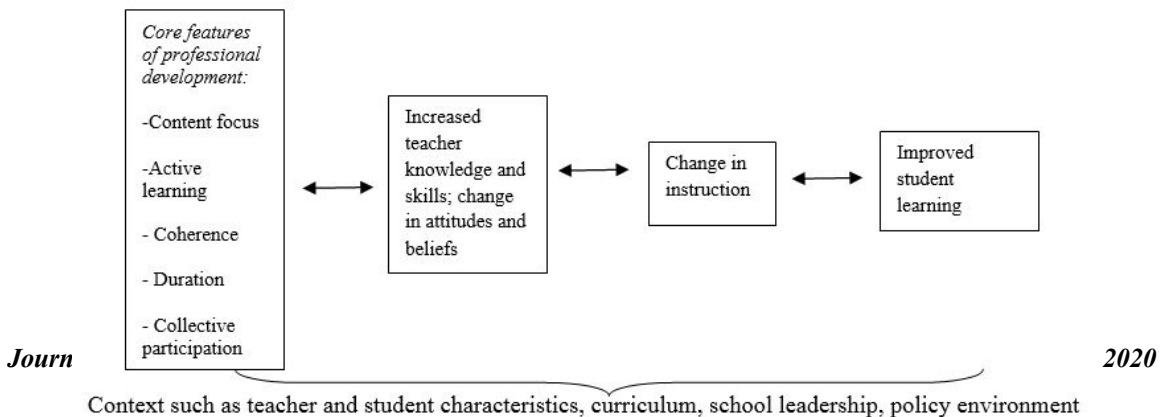 Core features
of professional
development:
-Content focus
-Active
learning
- Coherence
- Duration
- Collective
participation
Increased
teacher
knowledge and
skills; change
in attitudes and
beliefs
Change in
instruction
Improved
student
learning
Journ
2020
Context such as teacher and student characteristics, curriculum, school leadership, policy environment